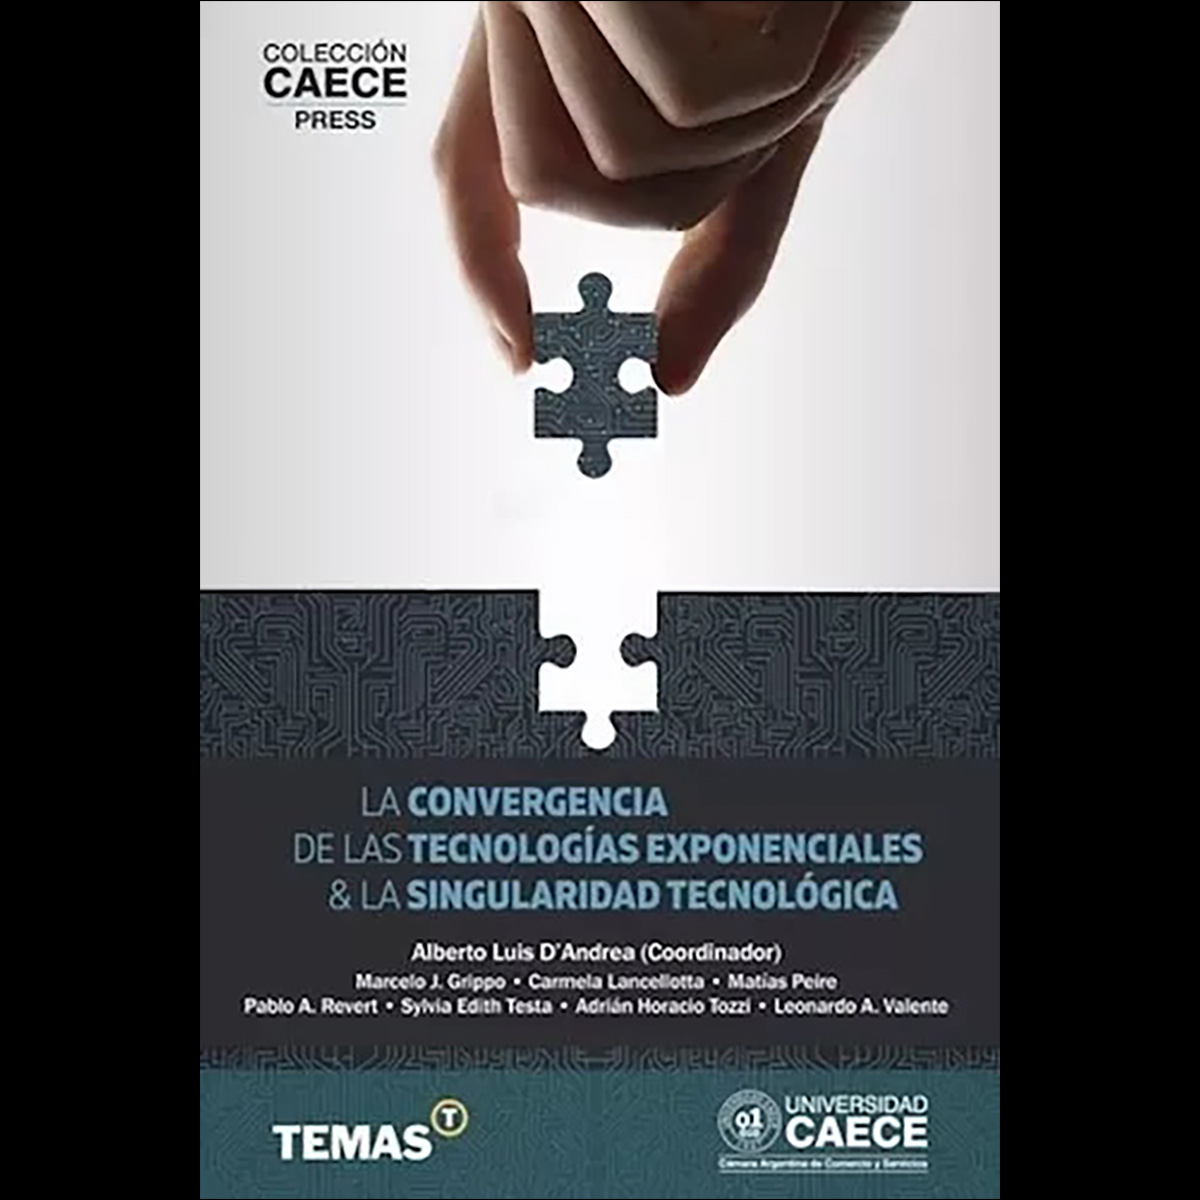 COLECCIÓN
CAECE
PRESS
LA CONVERGENCIA
DE LAS TECNOLOGÍAS EXPONENCIALES
& LA SINGULARIDAD TECNOLÓGICA
Alberto Luis D'Andrea (Coordinador)
Marcelo J. Grippo • Carmela Lancellotta • Matías Peire
Pablo A. Revert • Sylvia Edith Testa • Adrián Horacio Tozzi • Leonardo A. Valente
TEMAS T
UNIVERSIDAD
CAECE
Cámara Argentina de Comercio y Servicios